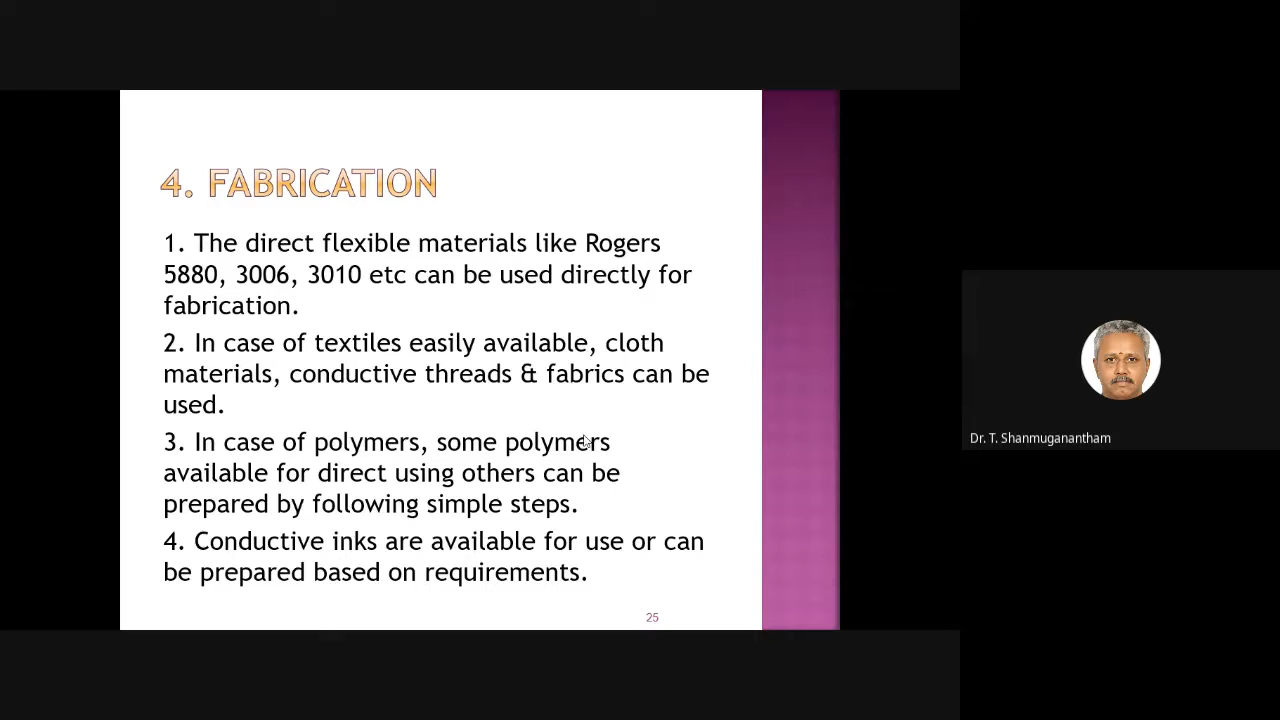 4. FABRICATION
1. The direct flexible materials like Rogers
5880, 3006, 3010 etc can be used directly for
fabrication.
2. In case of textiles easily available, cloth
materials, conductive threads & fabrics can be
used.
3. In case of polymers, some polymers
available for direct using others can be
prepared by following simple steps.
4. Conductive inks are available for use or can
be prepared based on requirements.
25
Dr. T. Shanmuganantham